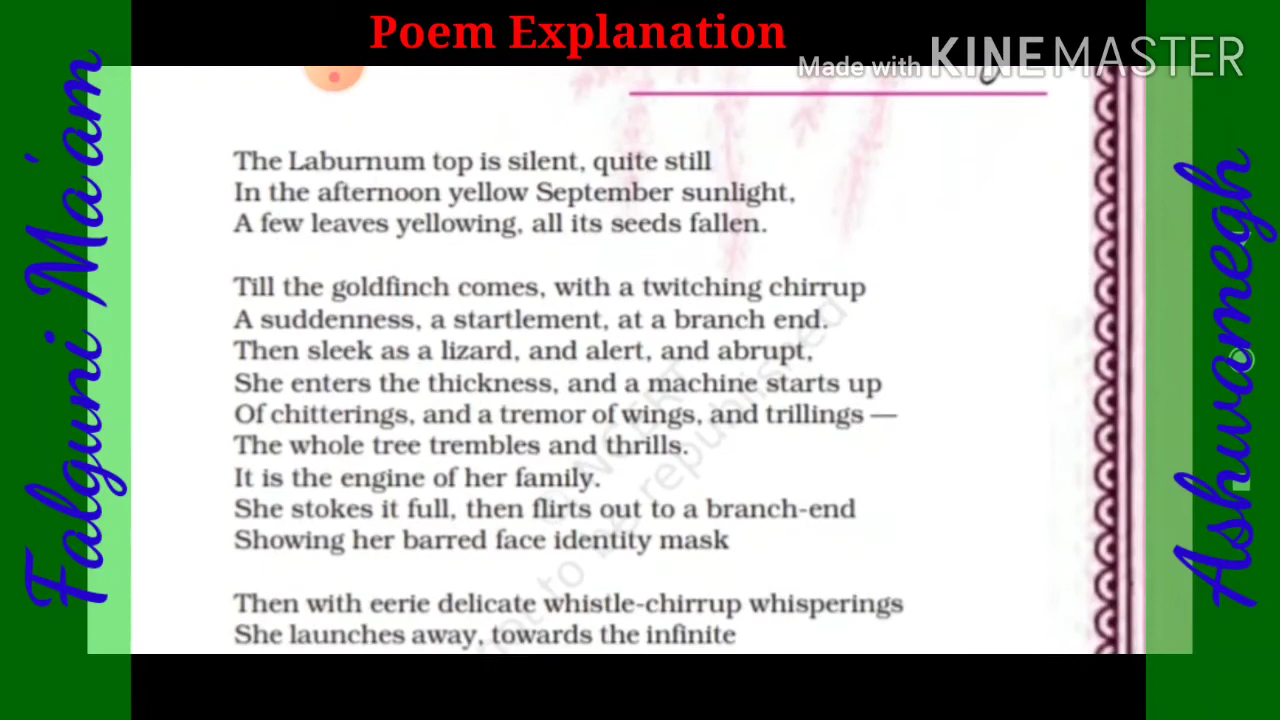 Poem Explanation
Made with KINEMASTER
Falguni Ma'am
The Laburnum top is silent, quite still
In the afternoon yellow September sunlight,
A few leaves yellowing, all its seeds fallen.
Till the goldfinch comes, with a twitching chirrup
A suddenness, a startlement, at a branch end.
Then sleek as a lizard, and alert, and abrupt,
She enters the thickness, and a machine starts up
Of chitterings, and a tremor of wings, and trillings —
The whole tree trembles and thrills.
It is the engine of her family.
She stokes it full, then flirts out to a branch-end
Showing her barred face identity mask
Then with eerie delicate whistle-chirrup whisperings
She launches away, towards the infinite
© NCERT
not to be republished
Ashwamegh